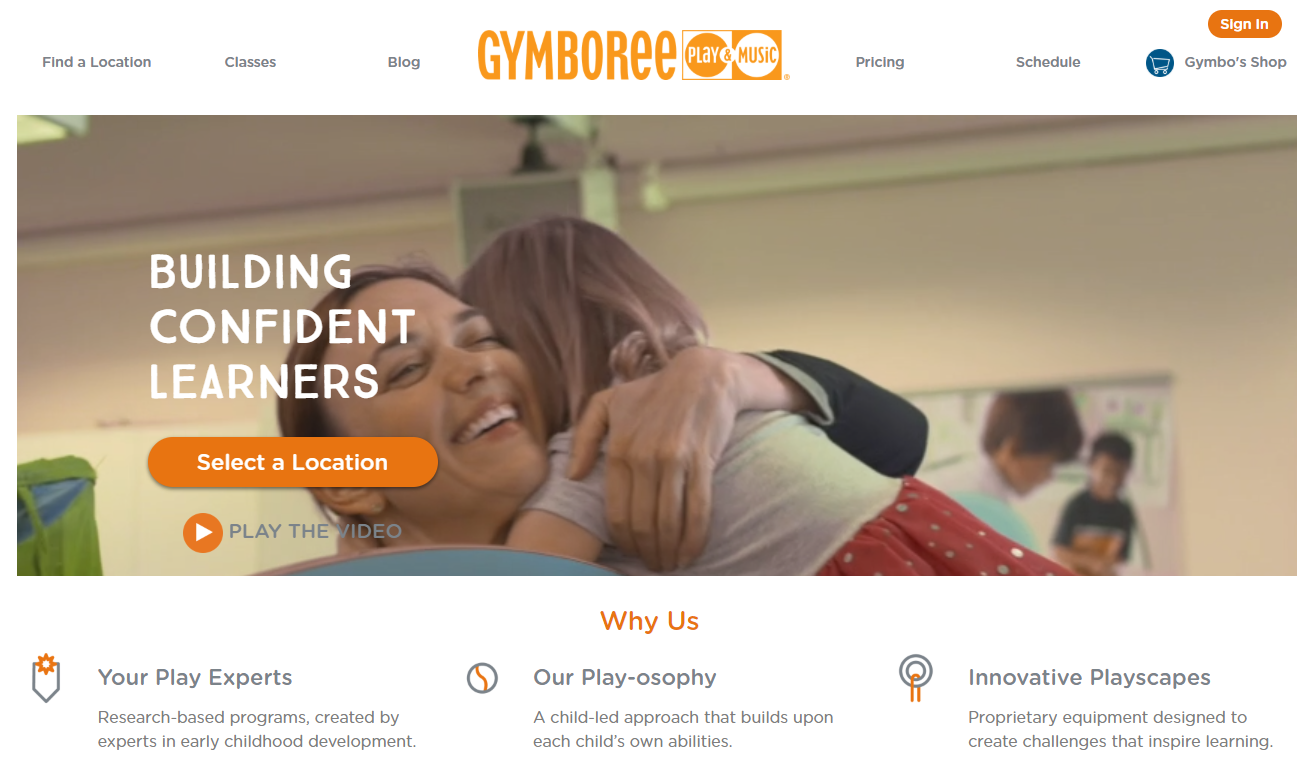 Sign In
Find a Location
Classes
Blog
GYMBOREE PLAY & MUSIC ®
Pricing
Schedule
Gymbo's Shop
BUILDING
CONFIDENT
LEARNERS
Select a Location
PLAY THE VIDEO
Why Us
Your Play Experts
Research-based programs, created by
experts in early childhood development.
Our Play-osophy
A child-led approach that builds upon
each child’s own abilities.
Innovative Playscapes
Proprietary equipment designed to
create challenges that inspire learning.